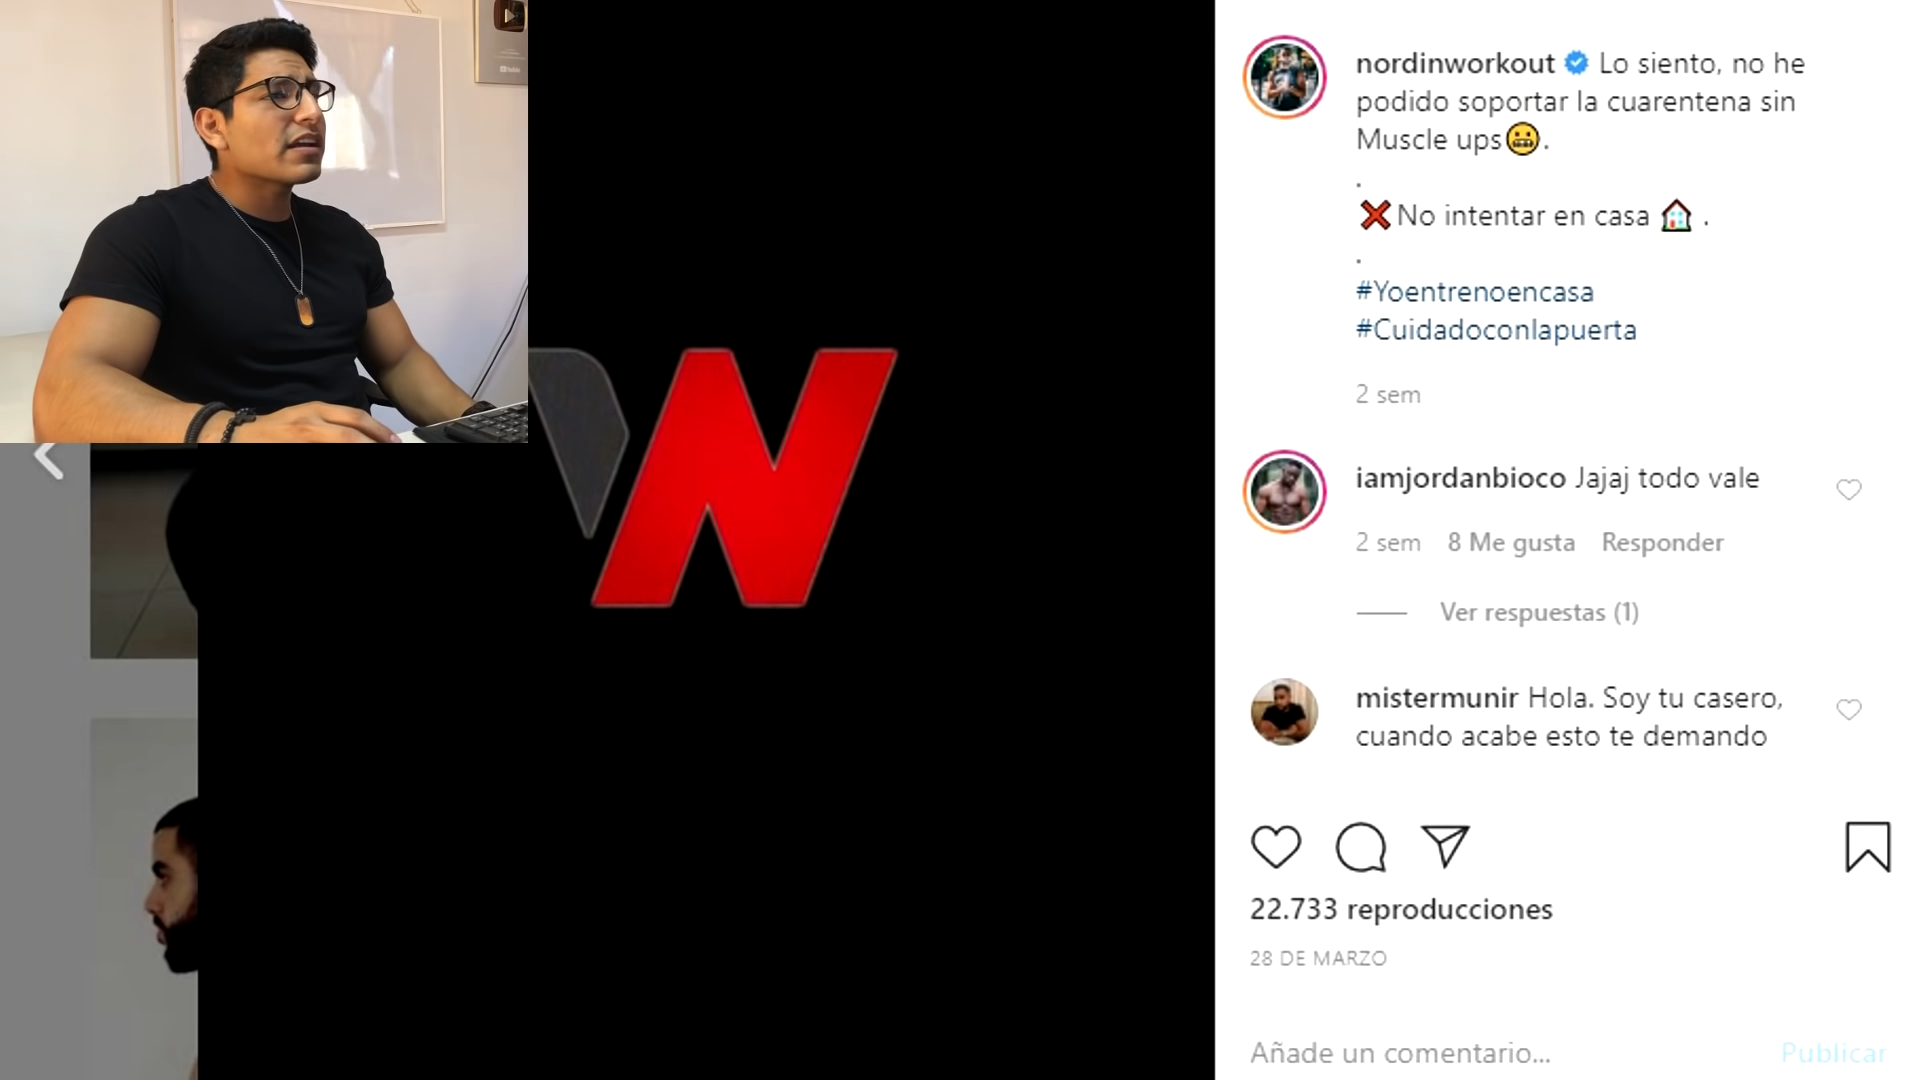 nordinworkout Lo siento, no he
podido soportar la cuarentena sin
Muscle ups😬.
.
❌No intentar en casa 🏠 .
.
#Yoentrenoencasa
#Cuidadoconlapuerta
2 sem
iamjordanbioco Jajaj todo vale
2 sem 8 Me gusta Responder
Ver respuestas (1)
mistermunir Hola. Soy tu casero,
cuando acabe esto te demando
22.733 reproducciones
28 DE MARZO
Añade un comentario...
Publicar
N